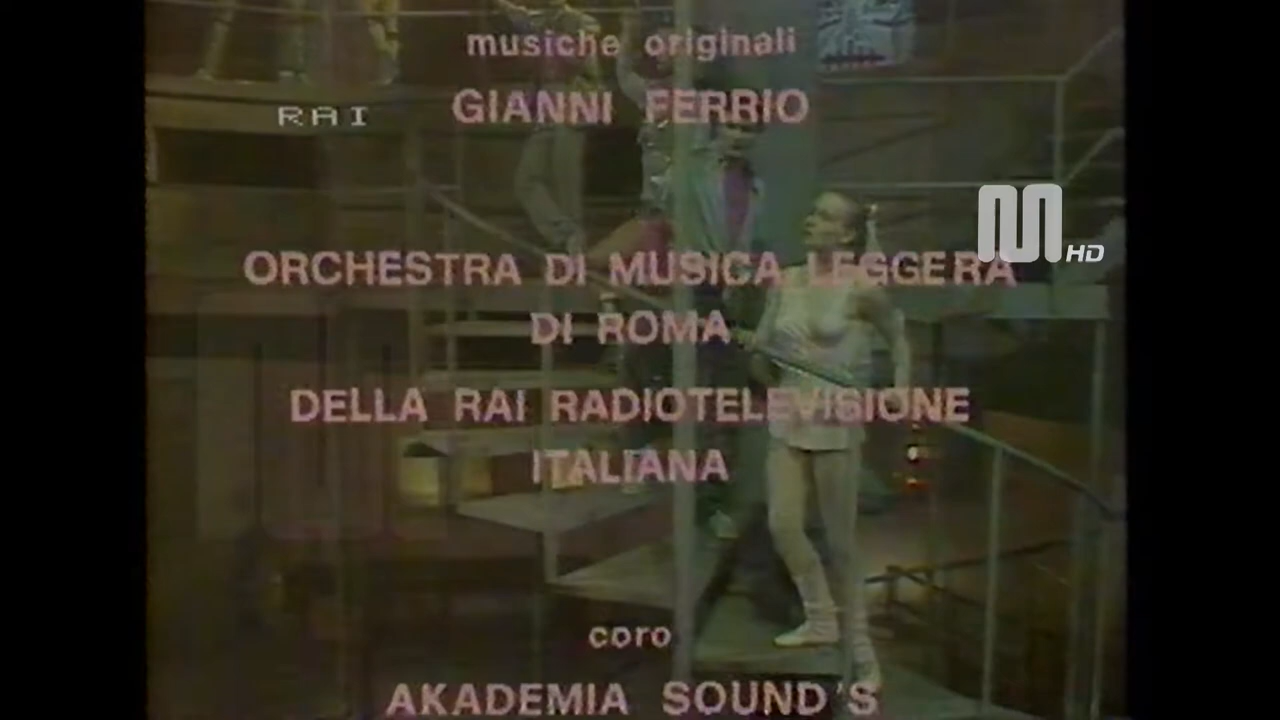 musiche originali
GIANNI FERRIO
RAI
HD
ORCHESTRA DI MUSICA LEGGERA
DI ROMA
DELLA RAI RADIOTELEVISIONE
ITALIANA
coro
AKADEMIA SOUND'S